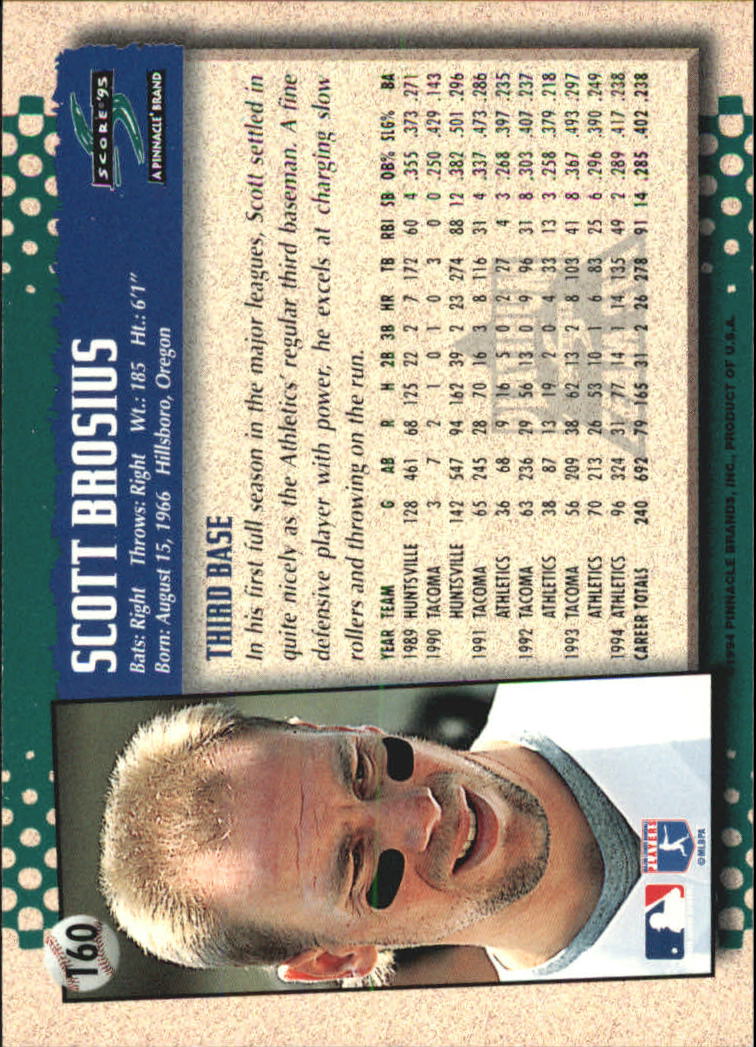 SCOTT BROSIUS
Bats: Right Throws: Right Wt.: 185 Ht.: 6'1"
Born: August 15, 1966 Hillsboro, Oregon
SCORE '95
A PINNACLE BRAND
THIRD BASE
In his first full season in the major leagues, Scott settled in
quite nicely as the Athletics' regular third baseman. A fine
defensive player with power, he excels at charging slow
rollers and throwing on the run.
YEAR TEAM G AB R H 2B 3B HR TB RBI SB OB% SLG% BA
1989 HUNTSVILLE 128 461 68 125 22 2 7 172 60 4 .355 .373 .271
1990 TACOMA 3 7 2 1 0 1 0 3 0 0 .250 .429 .143
HUNTSVILLE 142 547 94 162 39 2 23 274 88 12 .382 .501 .296
1991 TACOMA 65 245 28 70 16 3 8 116 31 4 .337 .473 .286
ATHLETICS 36 68 9 16 5 0 2 27 4 3 .268 .397 .235
1992 TACOMA 63 236 29 56 13 0 9 96 31 8 .303 .407 .237
ATHLETICS 38 87 13 19 2 0 4 33 13 3 .258 .379 .218
1993 TACOMA 56 209 38 62 13 2 8 103 41 8 .367 .493 .297
ATHLETICS 70 213 26 53 10 1 6 83 25 6 .296 .390 .249
1994 ATHLETICS 96 324 31 77 14 1 14 135 49 2 .289 .417 .238
CAREER TOTALS 240 692 79 165 31 2 26 278 91 14 .285 .402 .238
©1994 PINNACLE BRANDS, INC., PRODUCT OF U.S.A.
160
PLAYERS
©MLBPA